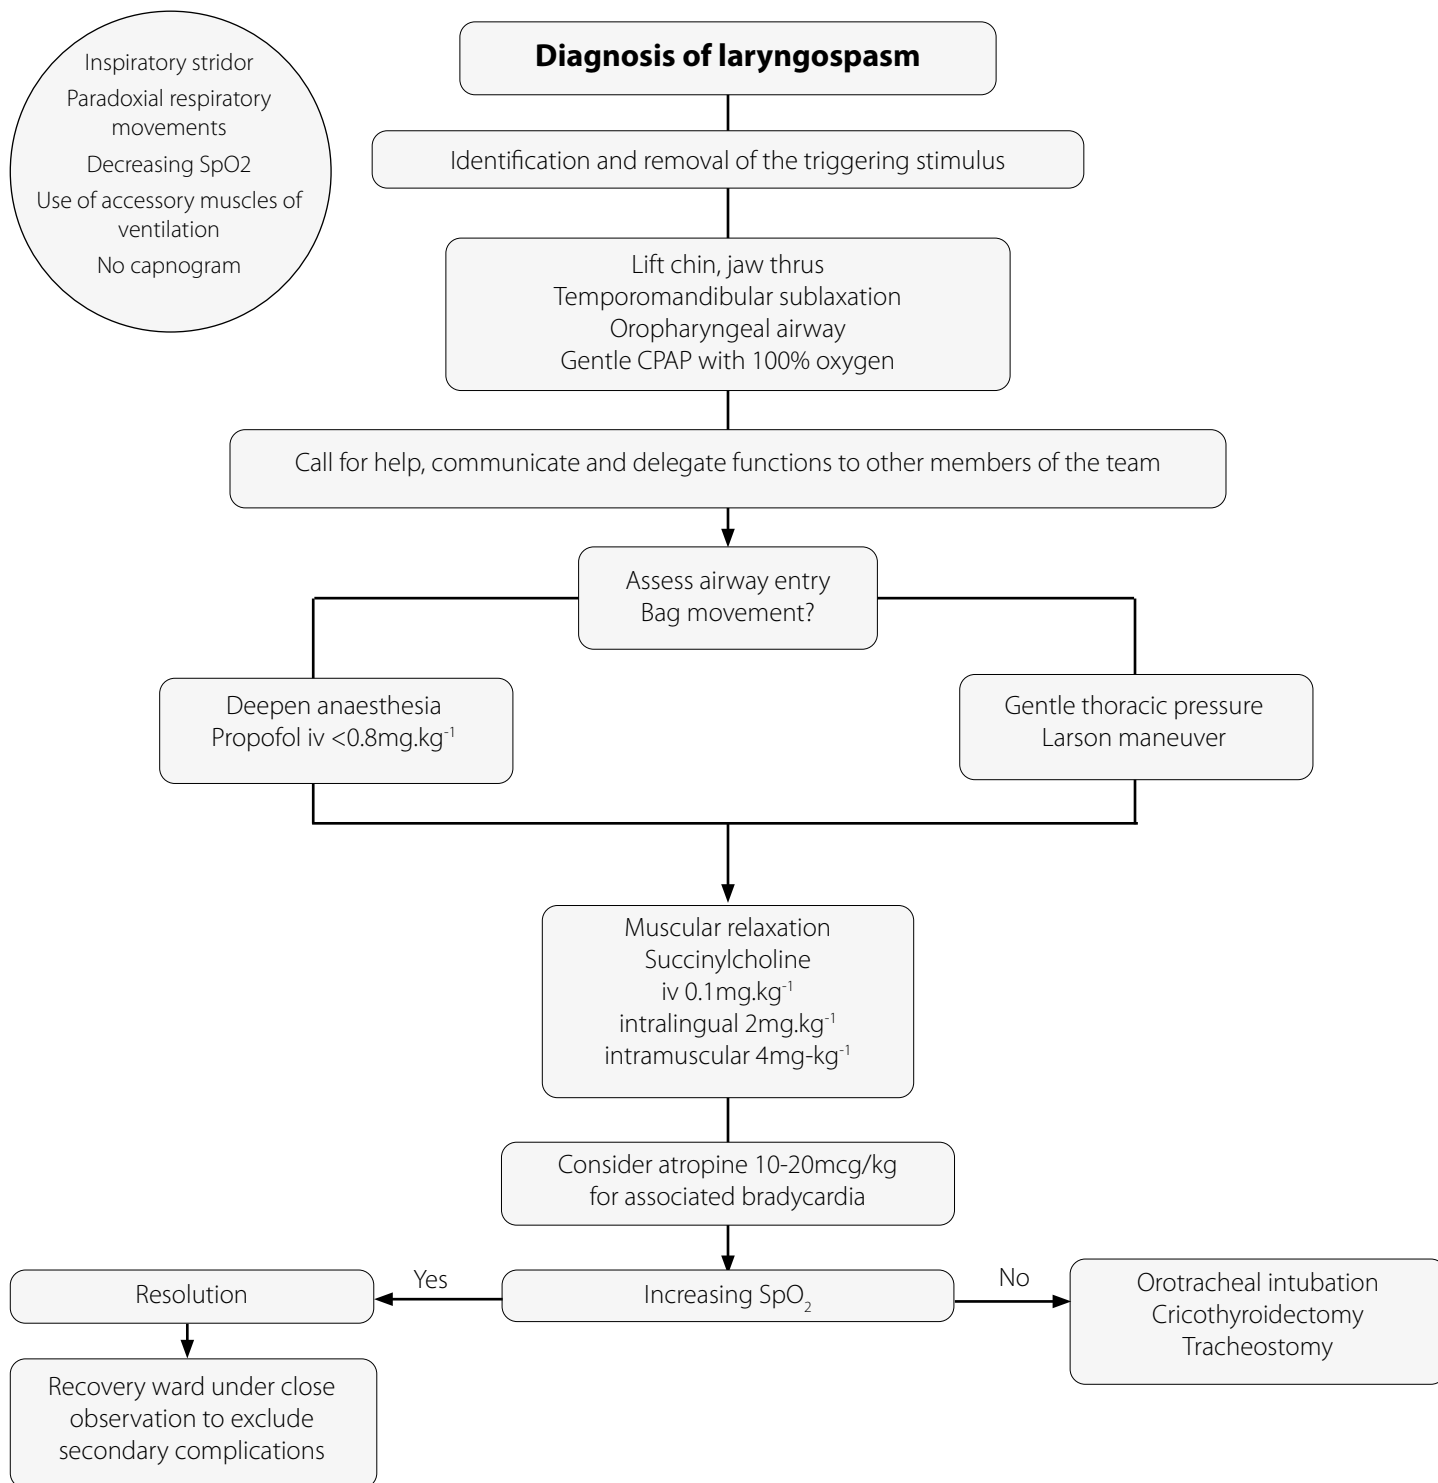 Inspiratory stridor
Paradoxial respiratory
movements
Decreasing SpO2
Use of accessory muscles of
ventilation
No capnogram
Diagnosis of laryngospasm
Identification and removal of the triggering stimulus
Lift chin, jaw thrus
Temporomandibular sublaxation
Oropharyngeal airway
Gentle CPAP with 100% oxygen
Call for help, communicate and delegate functions to other members of the team
Assess airway entry
Bag movement?
Deepen anaesthesia
Propofol iv <0.8mg.kg⁻¹
Gentle thoracic pressure
Larson maneuver
Muscular relaxation
Succinylcholine
iv 0.1mg.kg⁻¹
intralingual 2mg.kg⁻¹
intramuscular 4mg-kg⁻¹
Consider atropine 10-20mcg/kg
for associated bradycardia
Increasing SpO₂
Yes
No
Resolution
Orotracheal intubation
Cricothyroidectomy
Tracheostomy
Recovery ward under close
observation to exclude
secondary complications